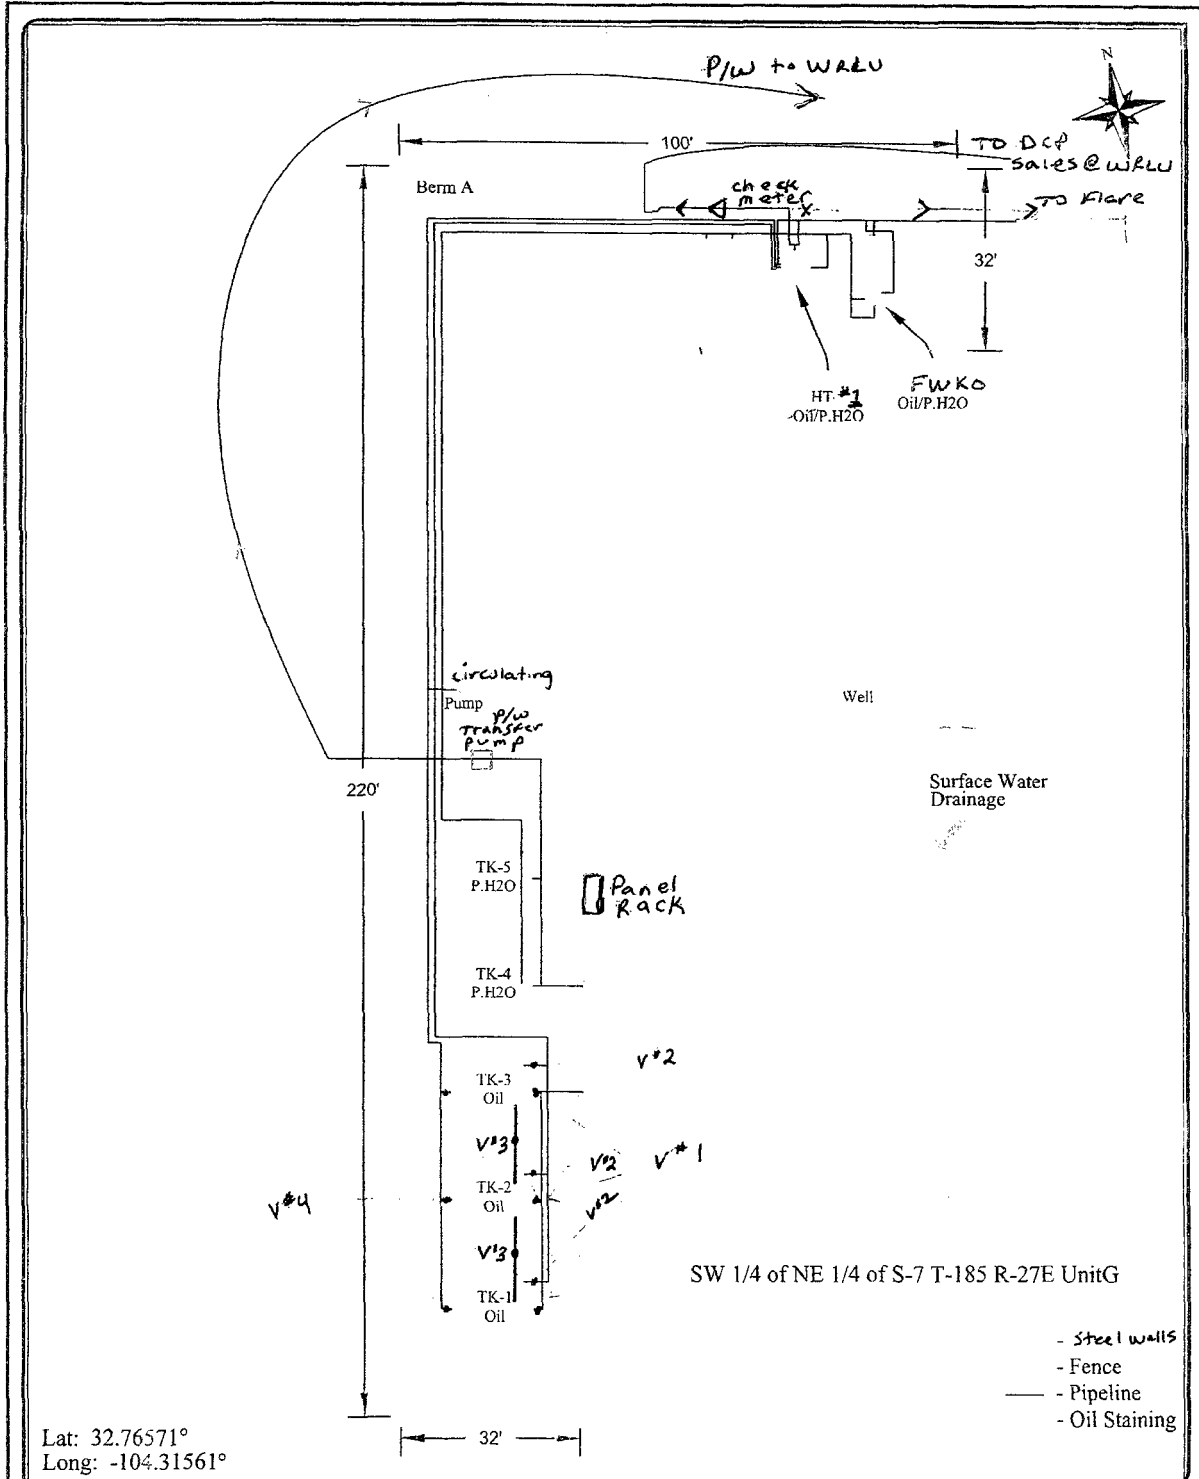 P/W to WRLU
N
100'
TO DCP
sales@WRLU
Berm A
check
meter
X
To Flare
32'
HT #1
Oil/P.H2O
FWKO
Oil/P.H2O
circulating
Pump
P/W
Transfer
pump
Well
220'
Surface Water
Drainage
TK-5
P.H2O
Panel
Rack
TK-4
P.H2O
V#2
TK-3
Oil
V#3
V#2
V#1
TK-2
Oil
V#4
V#2
V#3
TK-1
Oil
SW 1/4 of NE 1/4 of S-7 T-185 R-27E UnitG
- Steel walls
- Fence
- Pipeline
- Oil Staining
32'
Lat: 32.76571°
Long: -104.31561°